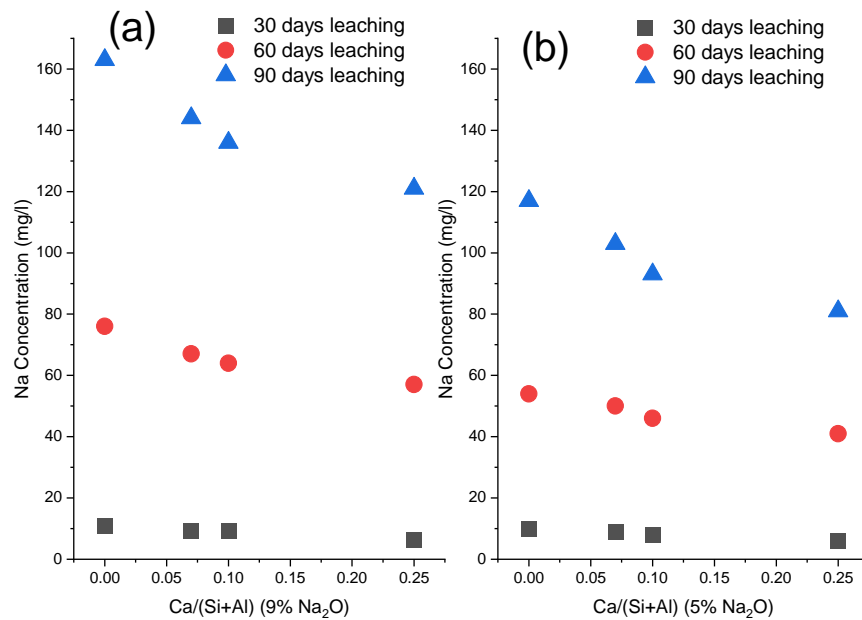 (a)
30 days leaching
60 days leaching
90 days leaching
160
140
120
100
80
60
40
20
0
Na Concentration (mg/l)
0.00 0.05 0.10 0.15 0.20 0.25
Ca/(Si+Al) (9% Na₂O)
(b)
30 days leaching
60 days leaching
90 days leaching
160
140
120
100
80
60
40
20
0
Na Concentration (mg/l)
0.00 0.05 0.10 0.15 0.20 0.25
Ca/(Si+Al) (5% Na₂O)